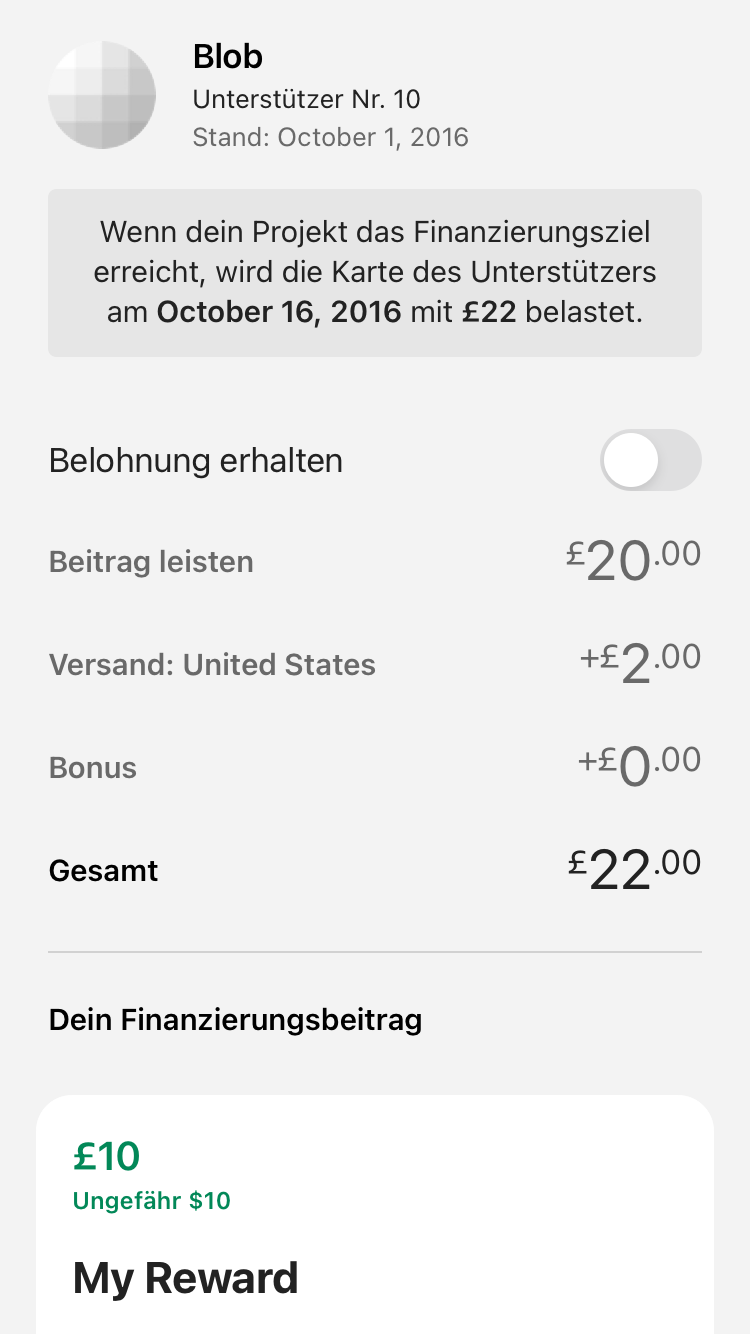 Blob
Unterstützer Nr. 10
Stand: October 1, 2016
Wenn dein Projekt das Finanzierungsziel
erreicht, wird die Karte des Unterstützers
am October 16, 2016 mit £22 belastet.
Belohnung erhalten
Beitrag leisten £20.00
Versand: United States +£2.00
Bonus +£0.00
Gesamt £22.00
Dein Finanzierungsbeitrag
£10
Ungefähr $10
My Reward